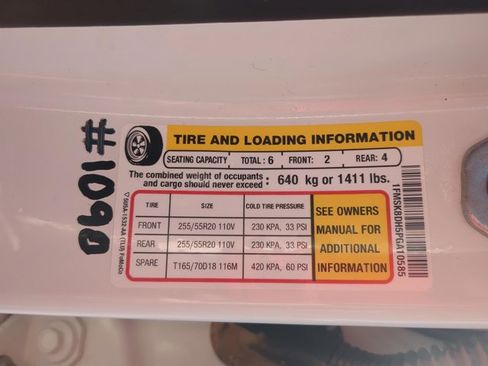 #1090
TIRE AND LOADING INFORMATION
SEATING CAPACITY TOTAL : 6 FRONT: 2 REAR: 4
The combined weight of occupants and cargo should never exceed : 640 kg or 1411 lbs.
TIRE SIZE COLD TIRE PRESSURE
FRONT 255/55R20 110V 230 KPA, 33 PSI
REAR 255/55R20 110V 230 KPA, 33 PSI
SPARE T165/70D18 116M 420 KPA, 60 PSI
SEE OWNERS
MANUAL FOR
ADDITIONAL
INFORMATION
1FMSK8DH5PGA10585